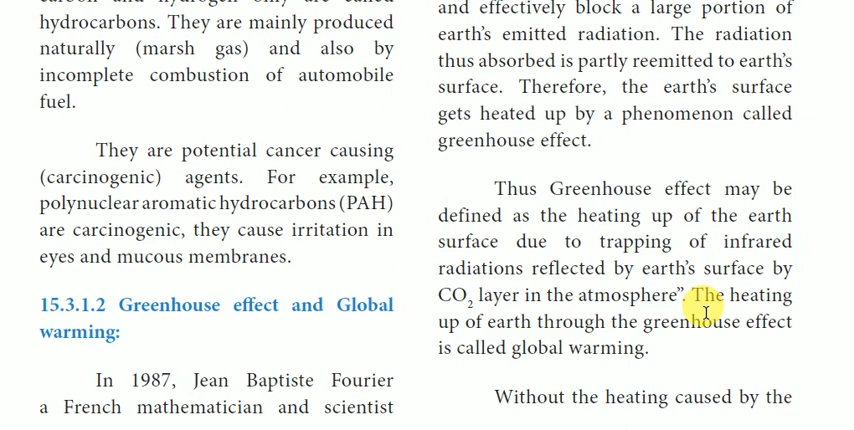 carbon and hydrogen only are called
hydrocarbons. They are mainly produced
naturally (marsh gas) and also by
incomplete combustion of automobile
fuel.
They are potential cancer causing
(carcinogenic) agents. For example,
polynuclear aromatic hydrocarbons (PAH)
are carcinogenic, they cause irritation in
eyes and mucous membranes.
15.3.1.2 Greenhouse effect and Global
warming:
In 1987, Jean Baptiste Fourier
a French mathematician and scientist
and effectively block a large portion of
earth's emitted radiation. The radiation
thus absorbed is partly reemitted to earth's
surface. Therefore, the earth's surface
gets heated up by a phenomenon called
greenhouse effect.
Thus Greenhouse effect may be
defined as the heating up of the earth
surface due to trapping of infrared
radiations reflected by earth's surface by
CO₂ layer in the atmosphere”. The heating
up of earth through the greenhouse effect
is called global warming.
Without the heating caused by the